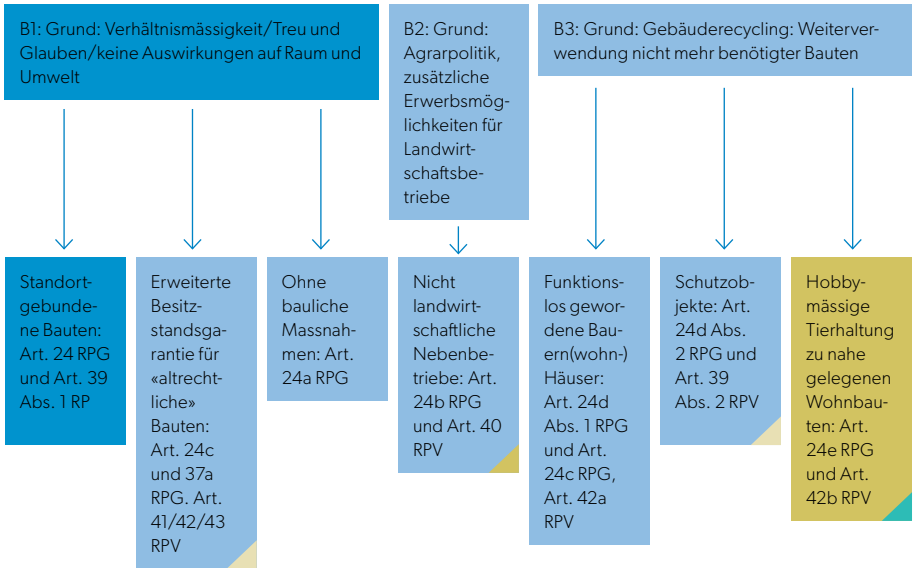 B1: Grund: Verhältnismässigkeit/Treu und
Glauben/keine Auswirkungen auf Raum und
Umwelt
B2: Grund:
Agrarpolitik,
zusätzliche
Erwerbsmög-
lichkeiten für
Landwirt-
schaftsbe-
triebe
B3: Grund: Gebäuderecycling: Weiterver-
wendung nicht mehr benötigter Bauten
Standort-
gebunde-
ne Bauten:
Art. 24 RPG
und Art. 39
Abs. 1 RP
Erweiterte
Besitz-
standsga-
rantie für
«altrecht-
liche»
Bauten:
Art. 24c
und 37a
RPG. Art.
41/42/43
RPV
Ohne
bauliche
Massnah-
men: Art.
24a RPG
Nicht
landwirt-
schaftliche
Nebenbe-
triebe: Art.
24b RPG
und Art. 40
RPV
Funktions-
los gewor-
dene Bau-
ern(wohn-)
Häuser:
Art. 24d
Abs. 1 RPG
und Art.
24c RPG,
Art. 42a
RPV
Schutzob-
jekte: Art.
24d Abs.
2 RPG und
Art. 39
Abs. 2 RPV
Hobby-
mässige
Tierhaltung
zu nahe
gelegenen
Wohnbau-
ten: Art.
24e RPG
und Art.
42b RPV